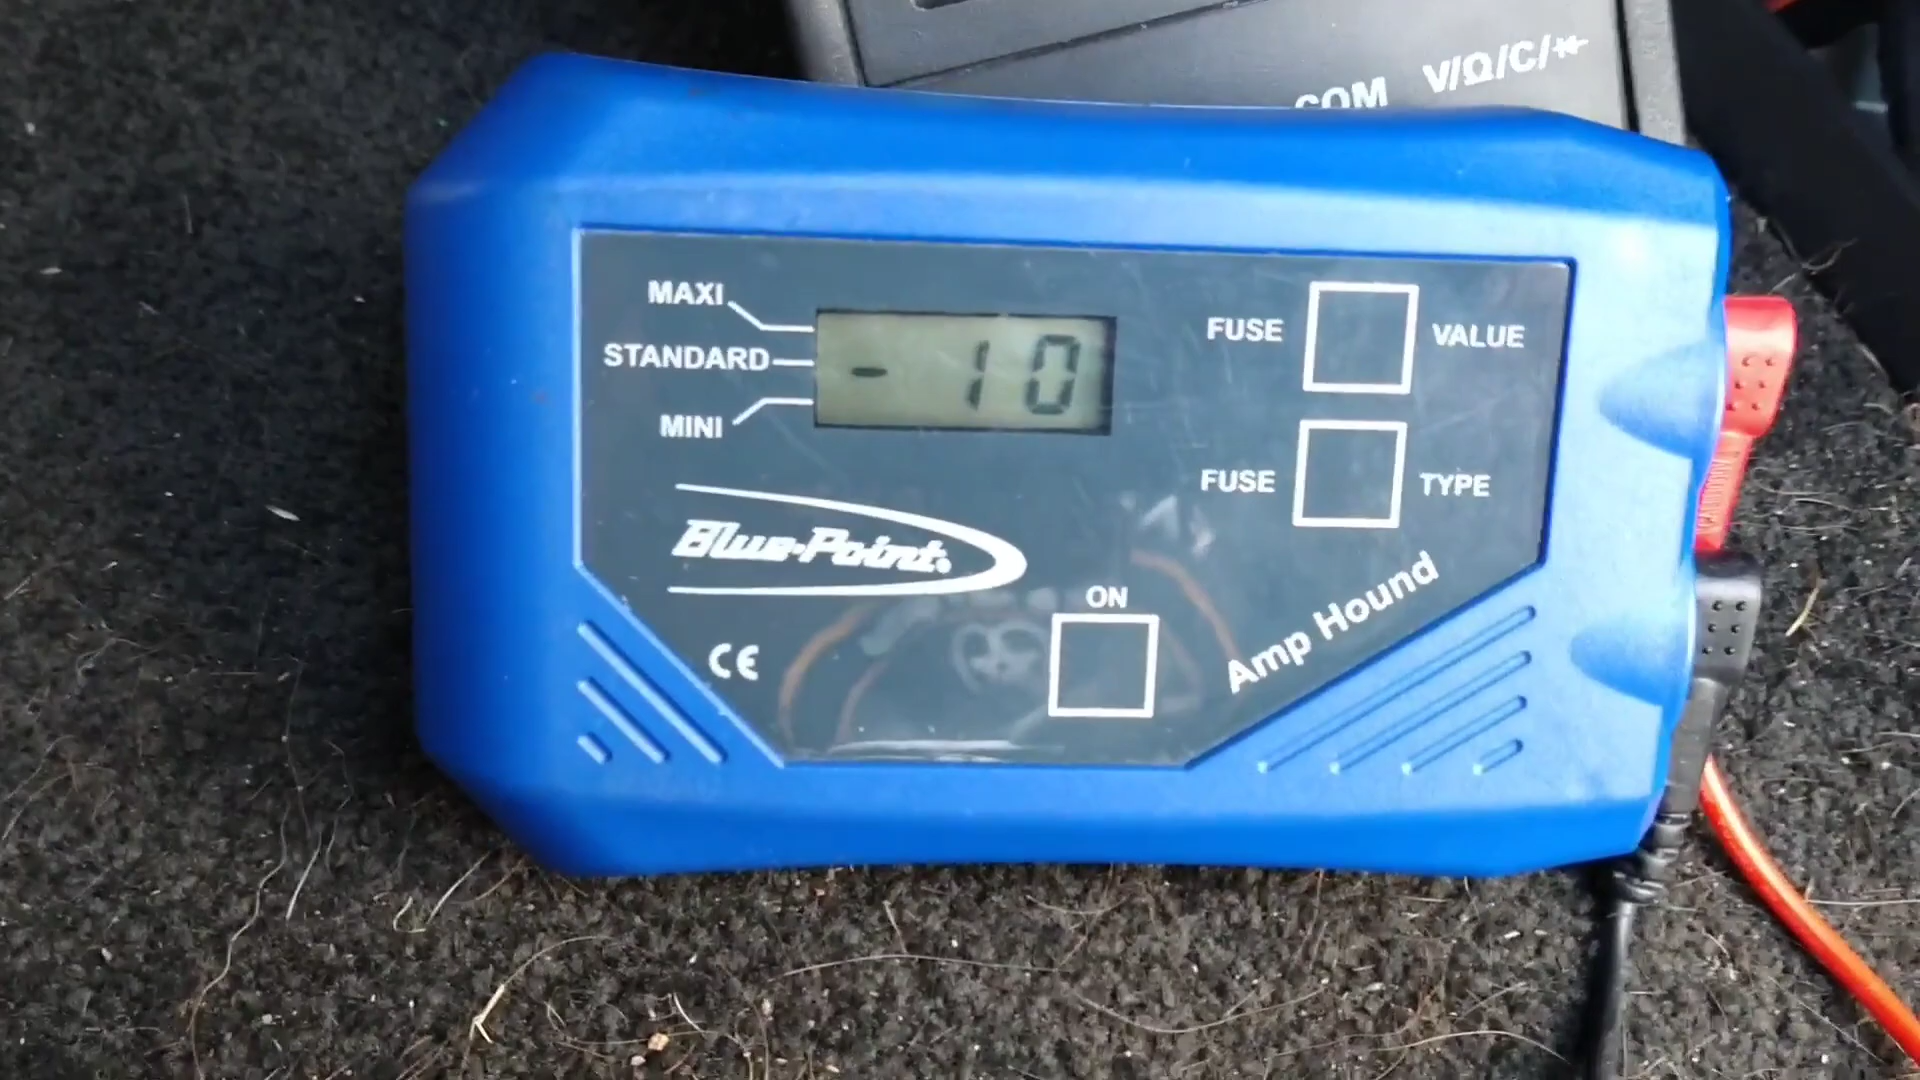 COM V/Ω/C/
MAXI
STANDARD
MINI
- 10
FUSE VALUE
FUSE TYPE
Blue-Point.
ON
CE
Amp Hound